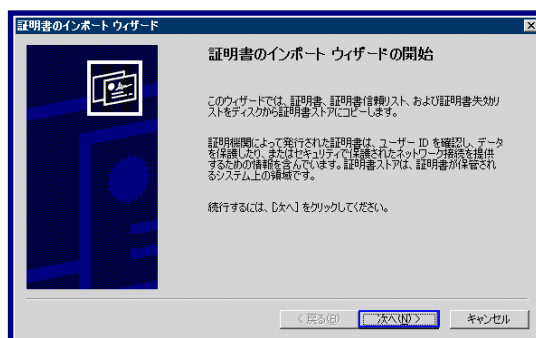 証明書のインポート ウィザード
証明書のインポート ウィザードの開始
このウィザードでは、証明書、証明書信頼リスト、および証明書失効リ
ストをディスクから証明書ストアにコピーします。
証明機関によって発行された証明書は、ユーザー ID を確認し、データ
を保護したり、またはセキュリティで保護されたネットワーク接続を提供
するための情報を含んでいます。証明書ストアは、証明書が保管され
るシステム上の領域です。
続行するには、[次へ] をクリックしてください。
< 戻る(B) 次へ(N) > キャンセル